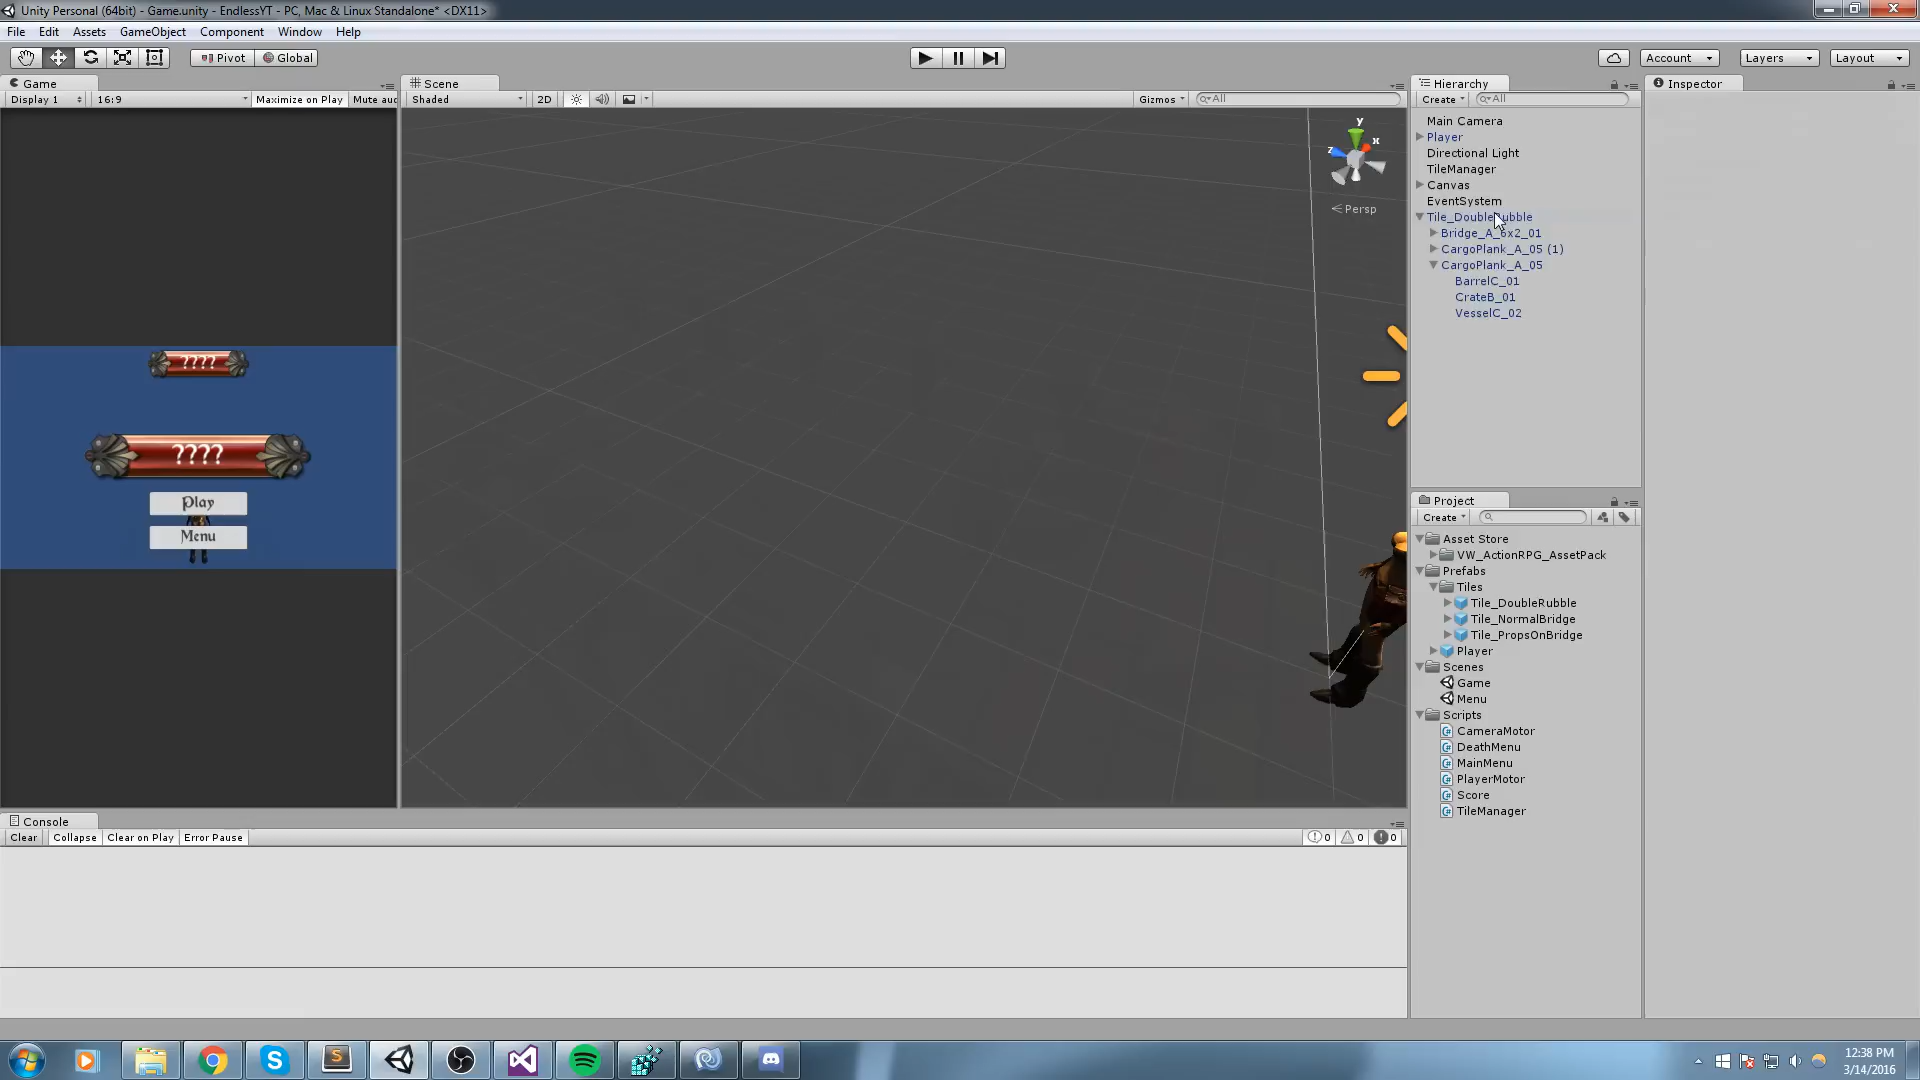 Unity Personal (64bit) - Game.unity - EndlessYT - PC, Mac & Linux Standalone* <DX11>
File Edit Assets GameObject Component Window Help
Pivot Global Account Layers Layout
Game Scene Hierarchy Inspector
Display 1 16:9 Maximize on Play Mute aud Shaded 2D Gizmos All Create All
Main Camera
Player
Directional Light
TileManager
Canvas
EventSystem
Tile_DoubleRubble
Bridge_A_6x2_01
CargoPlank_A_05 (1)
CargoPlank_A_05
BarrelC_01
CrateB_01
VesselC_02
y
x
z
Persp
????
????
Play
Menu
Project
Create
Asset Store
VW_ActionRPG_AssetPack
Prefabs
Tiles
Tile_DoubleRubble
Tile_NormalBridge
Tile_PropsOnBridge
Player
Scenes
Game
Menu
Scripts
CameraMotor
DeathMenu
MainMenu
PlayerMotor
Score
TileManager
Console
Clear Collapse Clear on Play Error Pause 0 0 0
12:38 PM
3/14/2016